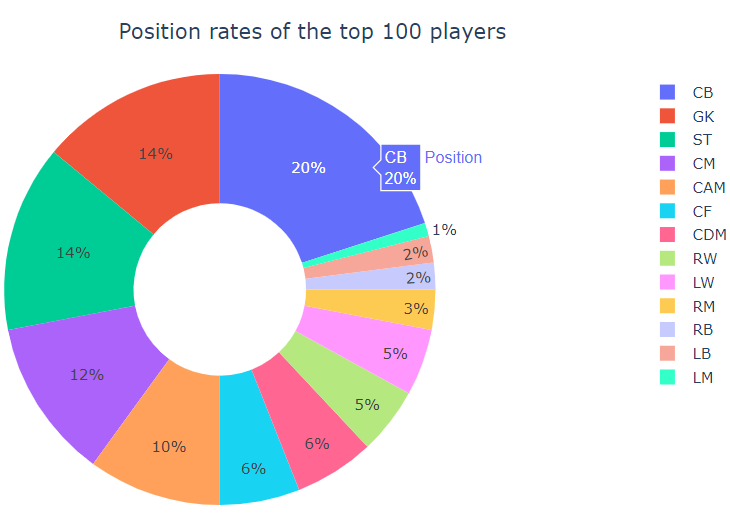 Position rates of the top 100 players
20%
CB
20%
Position
14%
14%
12%
10%
6%
6%
5%
5%
3%
2%
2%
1%
CB
GK
ST
CM
CAM
CF
CDM
RW
LW
RM
RB
LB
LM